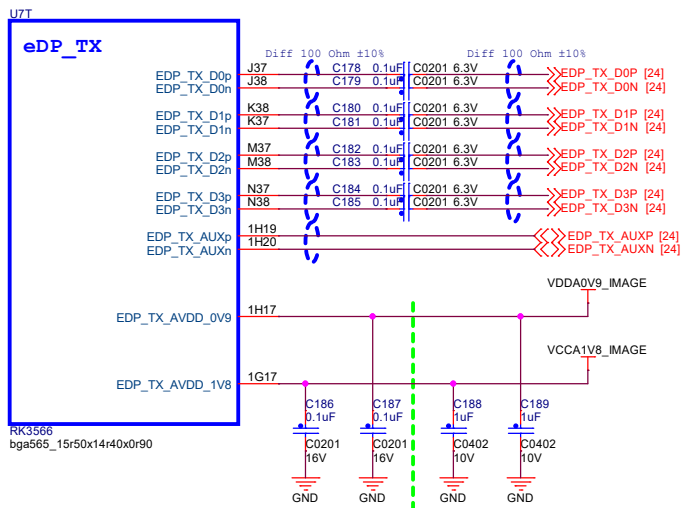 U7T
eDP_TX
Diff 100 Ohm ±10%
Diff 100 Ohm ±10%
EDP_TX_D0p J37 C178 0.1uF C0201 6.3V EDP_TX_D0P [24]
EDP_TX_D0n J38 C179 0.1uF C0201 6.3V EDP_TX_D0N [24]
EDP_TX_D1p K38 C180 0.1uF C0201 6.3V EDP_TX_D1P [24]
EDP_TX_D1n K37 C181 0.1uF C0201 6.3V EDP_TX_D1N [24]
EDP_TX_D2p M37 C182 0.1uF C0201 6.3V EDP_TX_D2P [24]
EDP_TX_D2n M38 C183 0.1uF C0201 6.3V EDP_TX_D2N [24]
EDP_TX_D3p N37 C184 0.1uF C0201 6.3V EDP_TX_D3P [24]
EDP_TX_D3n N38 C185 0.1uF C0201 6.3V EDP_TX_D3N [24]
EDP_TX_AUXp 1H19 EDP_TX_AUXP [24]
EDP_TX_AUXn 1H20 EDP_TX_AUXN [24]
VDDA0V9_IMAGE
EDP_TX_AVDD_0V9 1H17
VCCA1V8_IMAGE
EDP_TX_AVDD_1V8 1G17
C186 C187 C188 C189
0.1uF 0.1uF 1uF 1uF
RK3566
bga565_15r50x14r40x0r90
C0201 C0201 C0402 C0402
16V 16V 10V 10V
GND GND GND GND